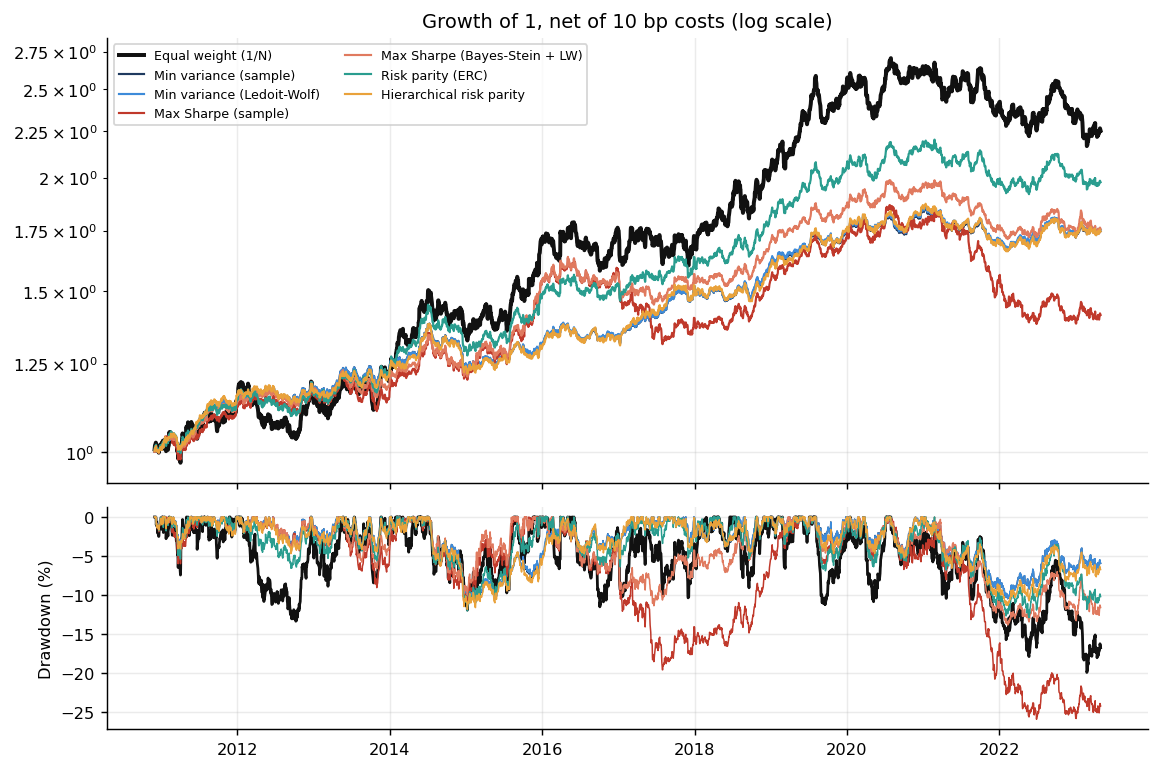 Growth of 1, net of 10 bp costs (log scale)
Equal weight (1/N)
Min variance (sample)
Min variance (Ledoit-Wolf)
Max Sharpe (sample)
Max Sharpe (Bayes-Stein + LW)
Risk parity (ERC)
Hierarchical risk parity
2.75 × 10⁰
2.5 × 10⁰
2.25 × 10⁰
2 × 10⁰
1.75 × 10⁰
1.5 × 10⁰
1.25 × 10⁰
10⁰
Drawdown (%)
0
−5
−10
−15
−20
−25
2012 2014 2016 2018 2020 2022